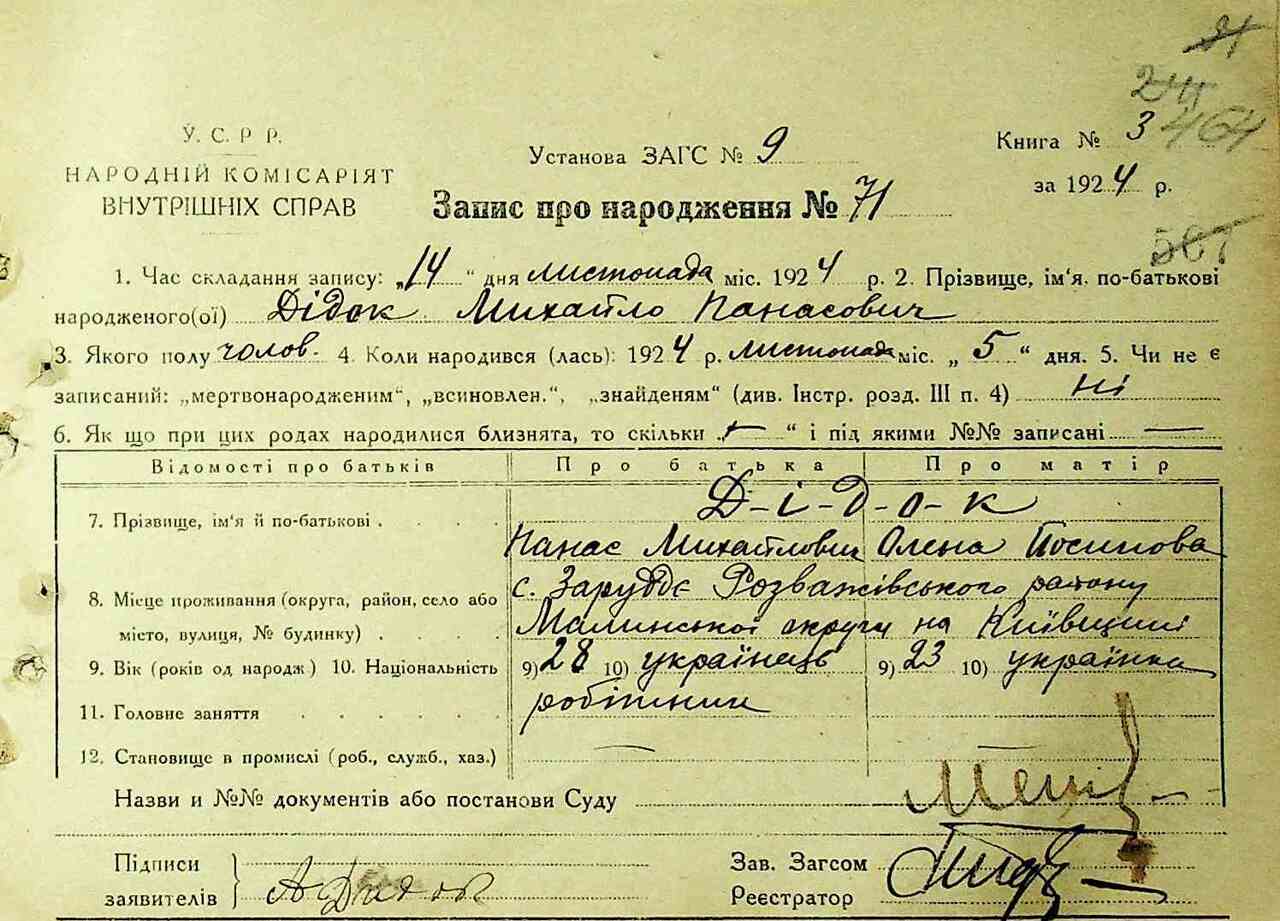 У. С. Р Р.
НАРОДНІЙ КОМІСАРІЯТ
ВНУТРІШНІХ СПРАВ
Установа ЗАГС № 9
Запис про народження № 71
Книга № 3
464
за 1924 р.
1. Час складання запису: „14“ дня листопада міс. 1924 р. 2. Прізвище, ім'я, по-батькові
народженого(ої) Дідок Михайло Панасович
3. Якого полу чолов. 4. Коли народився (лась): 1924 р. листопада міс. „5“ дня. 5. Чи не є
записаний: „мертвонародженим“, „всиновлен.“, „знайденям“ (див. Інстр. розд. III п. 4) Ні
6. Як що при цих родах народилися близнята, то скільки „—“ і під якими №№ записані —
Відомості про батьків Про батька Про матір
7. Прізвище, ім'я й по-батькові Д-і-д-о-к
Панас Михайлович Олена Йосипова
8. Місце проживання (округа, район, село або с. Заруддє Розважівського району
місто, вулиця, № будинку) Малинської округи на Київщині
9. Вік (років од народж) 10. Національність 9) 28 10) українець 9) 23 10) українка
11. Головне заняття робітник
12. Становище в промислі (роб., служб., хаз.) — —
Назви и №№ документів або постанови Суду
Підписи
заявителів А Дидок
Зав. Загсом
Реєстратор